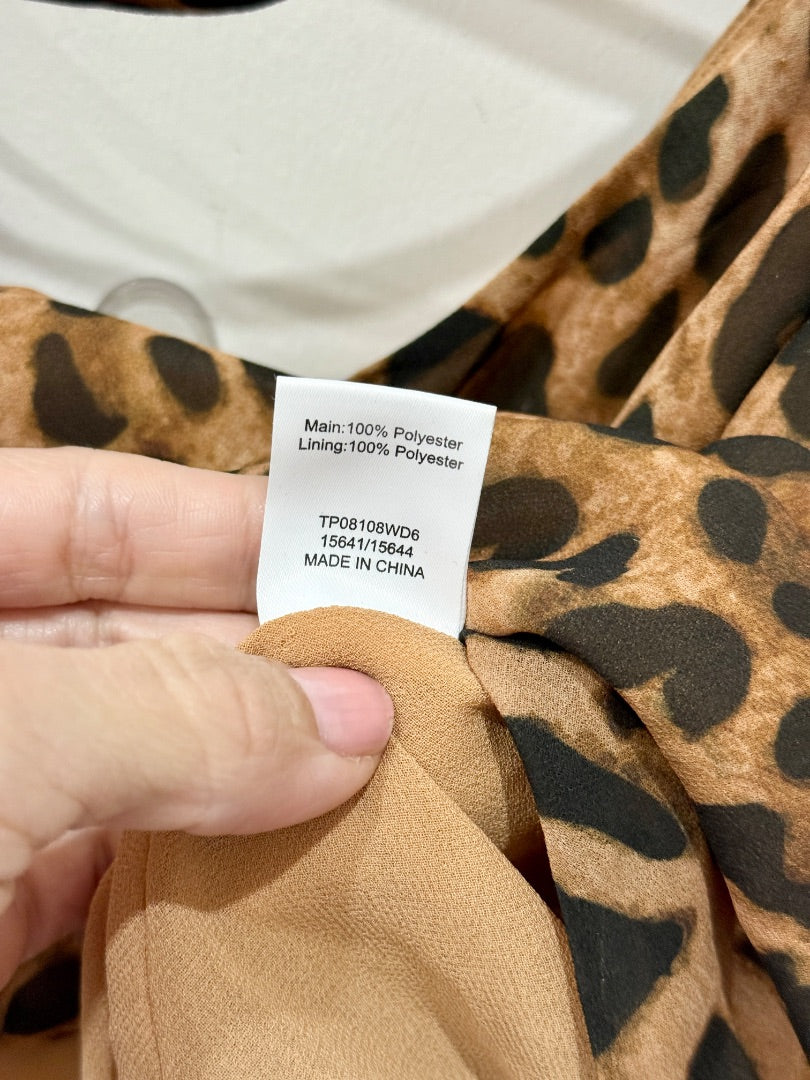 Main:100% Polyester
Lining:100% Polyester
TP08108WD6
15641/15644
MADE IN CHINA